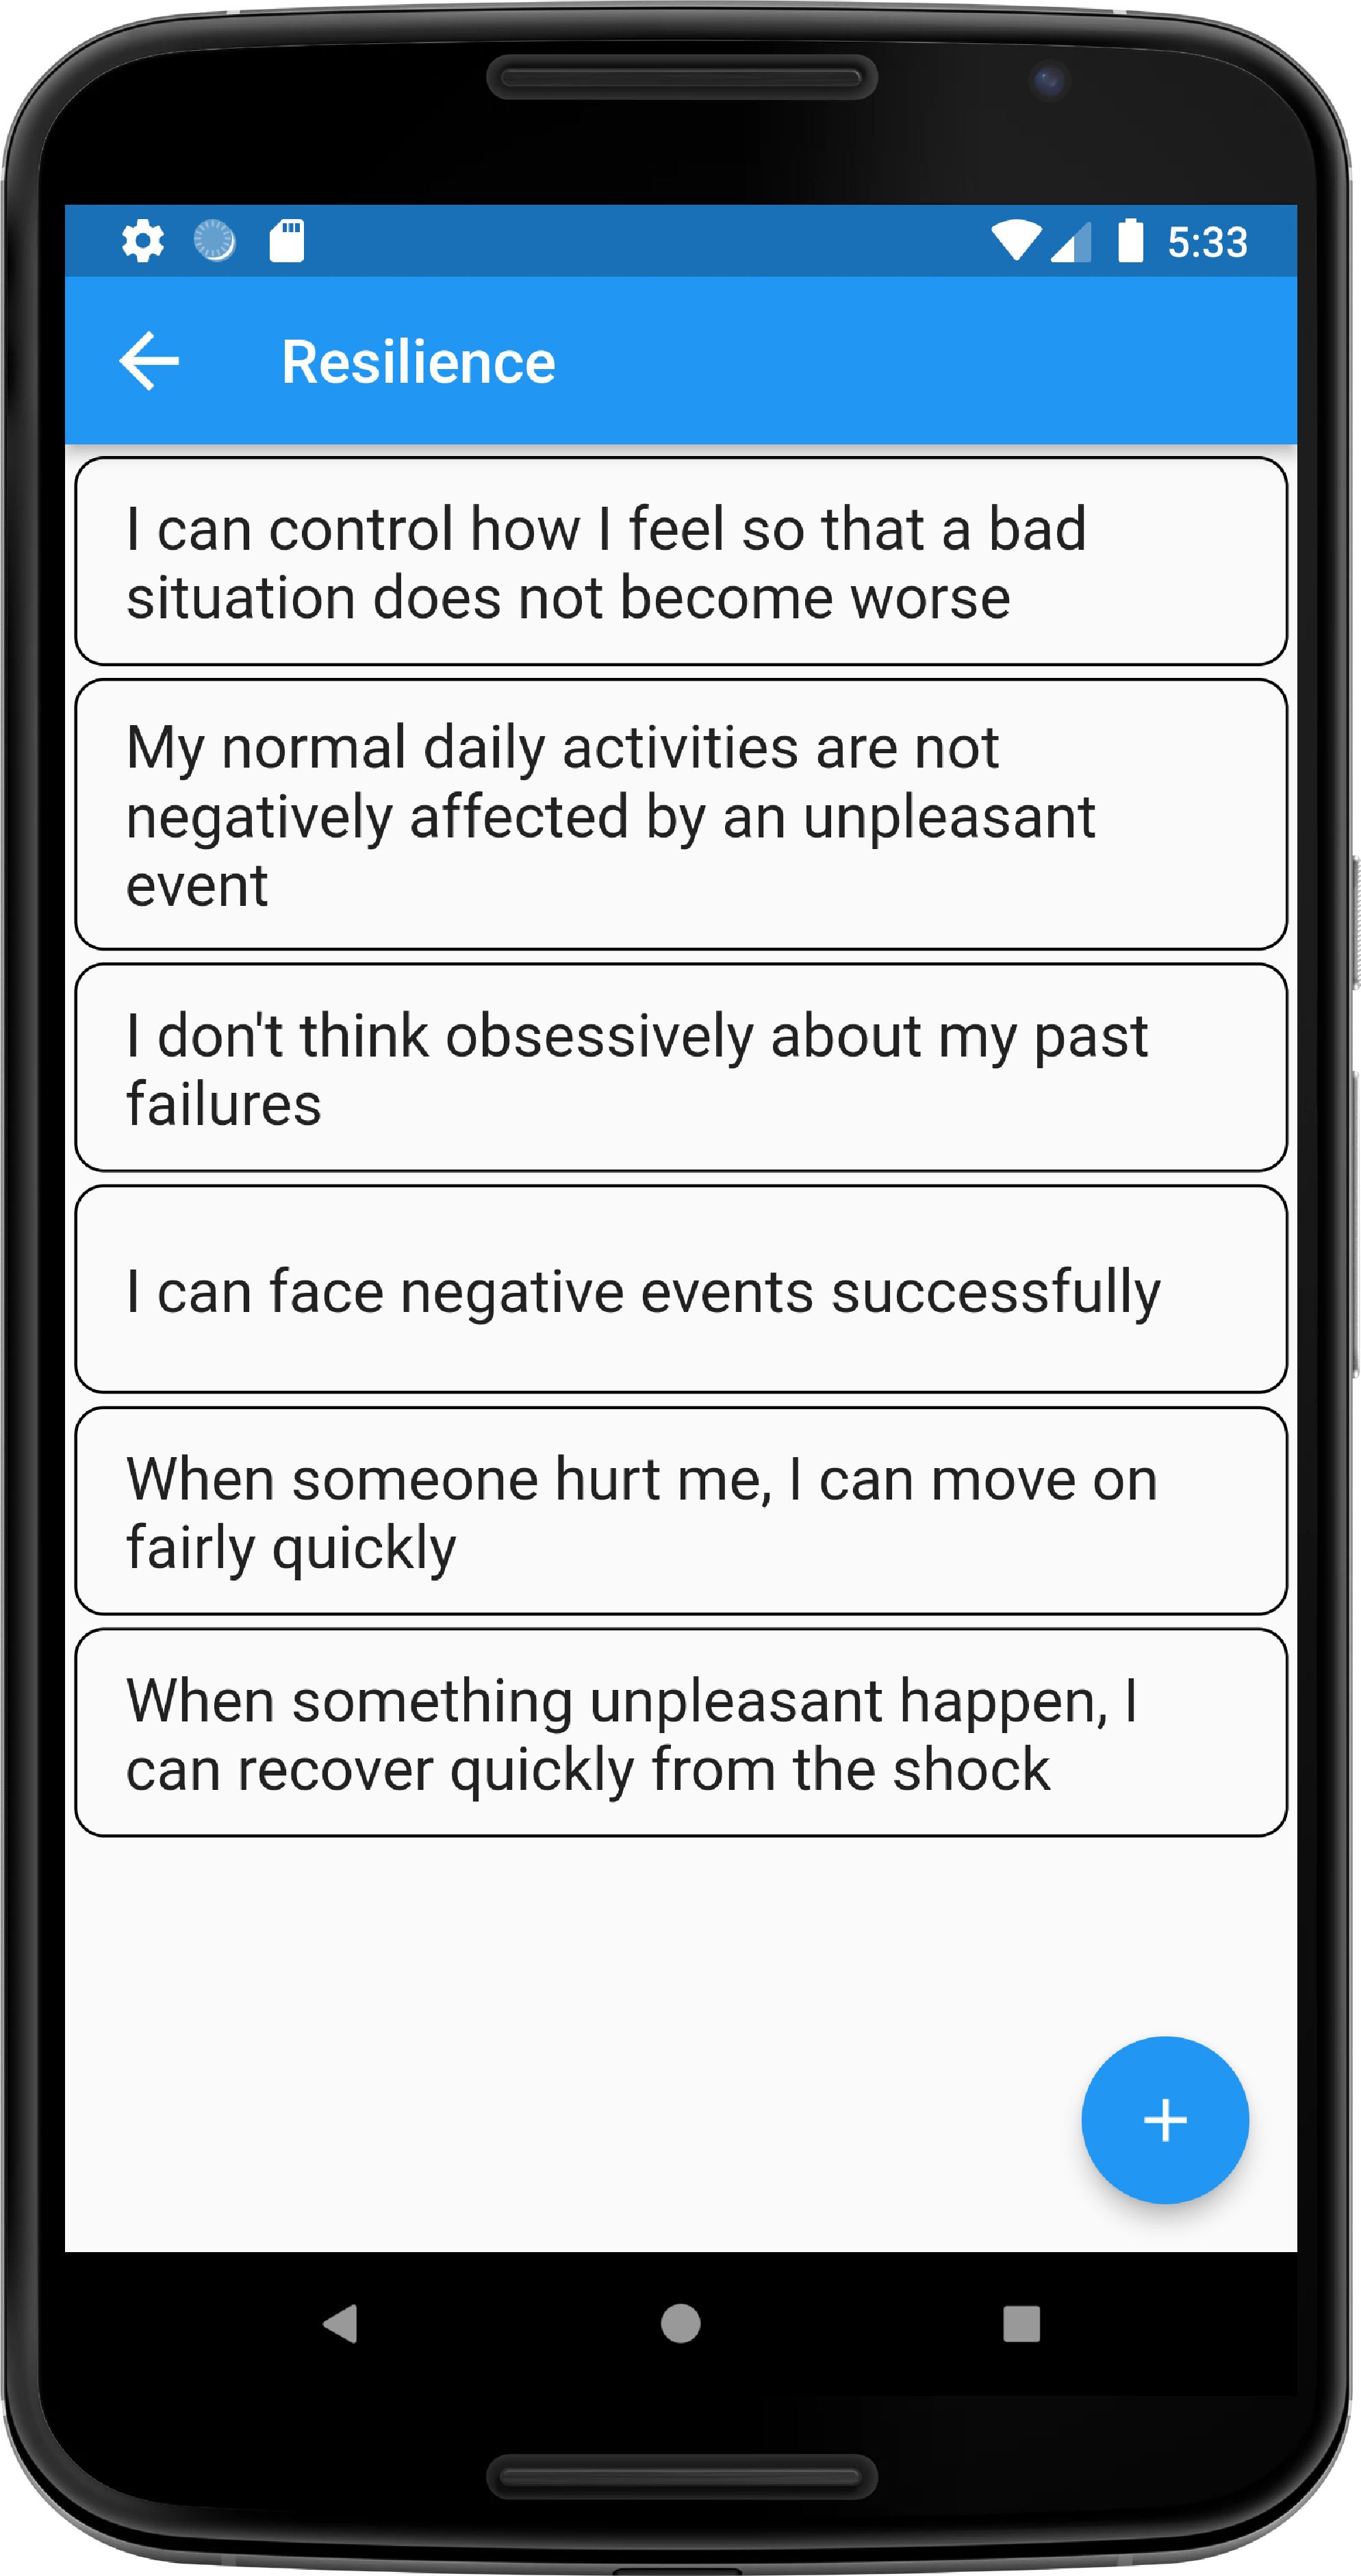 5:33
Resilience
I can control how I feel so that a bad
situation does not become worse
My normal daily activities are not
negatively affected by an unpleasant
event
I don't think obsessively about my past
failures
I can face negative events successfully
When someone hurt me, I can move on
fairly quickly
When something unpleasant happen, I
can recover quickly from the shock